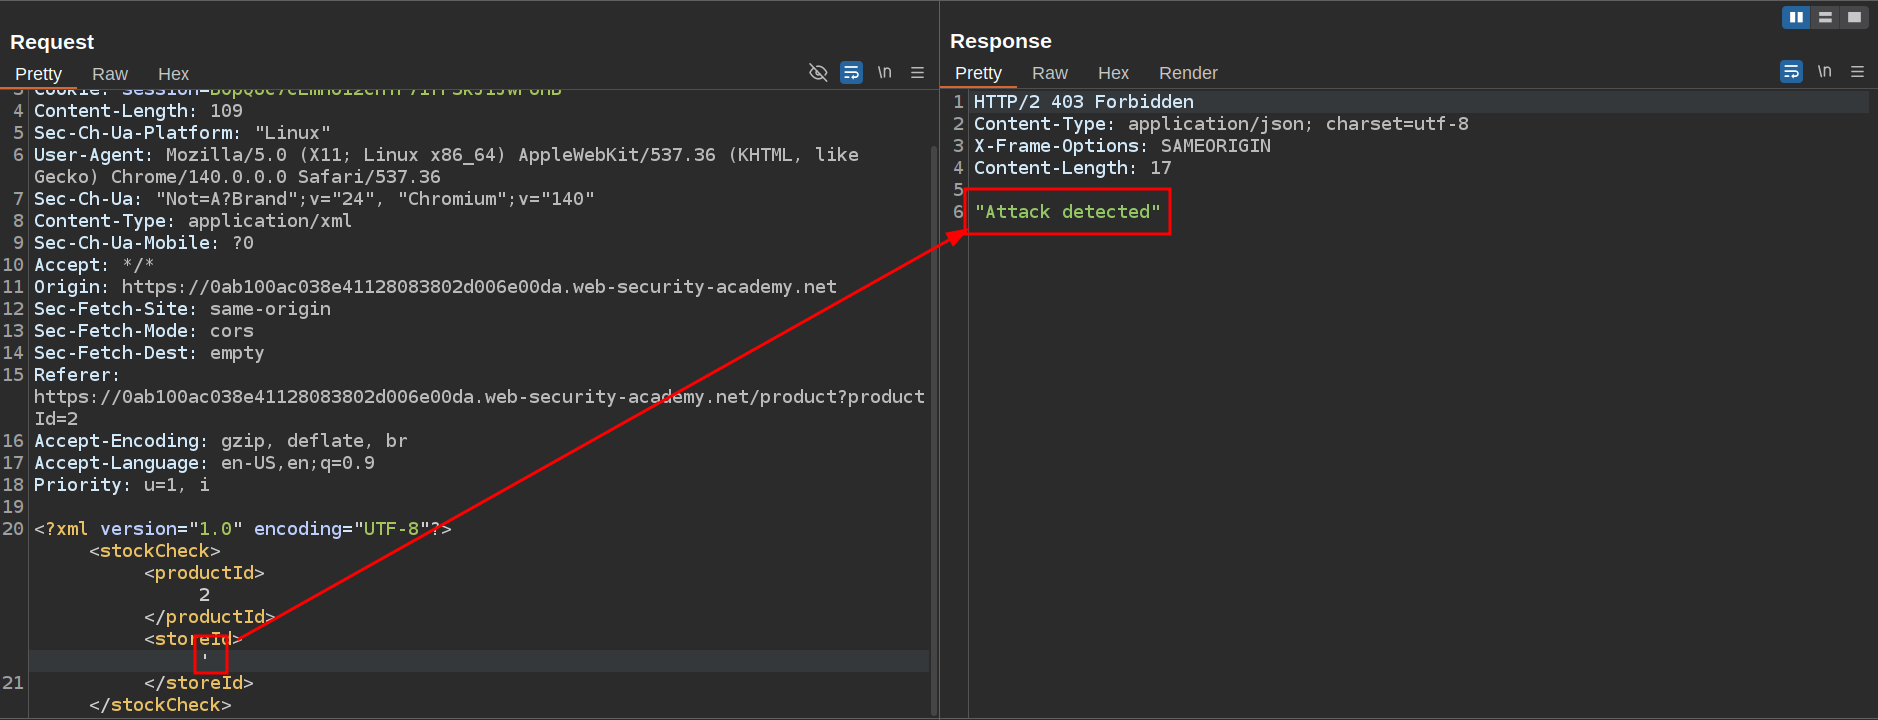 Request
Pretty Raw Hex
\n
4 Content-Length: 109
5 Sec-Ch-Ua-Platform: "Linux"
6 User-Agent: Mozilla/5.0 (X11; Linux x86_64) AppleWebKit/537.36 (KHTML, like
Gecko) Chrome/140.0.0.0 Safari/537.36
7 Sec-Ch-Ua: "Not=A?Brand";v="24", "Chromium";v="140"
8 Content-Type: application/xml
9 Sec-Ch-Ua-Mobile: ?0
10 Accept: */*
11 Origin: https://0ab100ac038e41128083802d006e00da.web-security-academy.net
12 Sec-Fetch-Site: same-origin
13 Sec-Fetch-Mode: cors
14 Sec-Fetch-Dest: empty
15 Referer:
https://0ab100ac038e41128083802d006e00da.web-security-academy.net/product?product
Id=2
16 Accept-Encoding: gzip, deflate, br
17 Accept-Language: en-US,en;q=0.9
18 Priority: u=1, i
19
20 <?xml version="1.0" encoding="UTF-8"?>
<stockCheck>
<productId>
2
</productId>
<storeId>
'
21 </storeId>
</stockCheck>
Response
Pretty Raw Hex Render
\n
1 HTTP/2 403 Forbidden
2 Content-Type: application/json; charset=utf-8
3 X-Frame-Options: SAMEORIGIN
4 Content-Length: 17
5
6 "Attack detected"